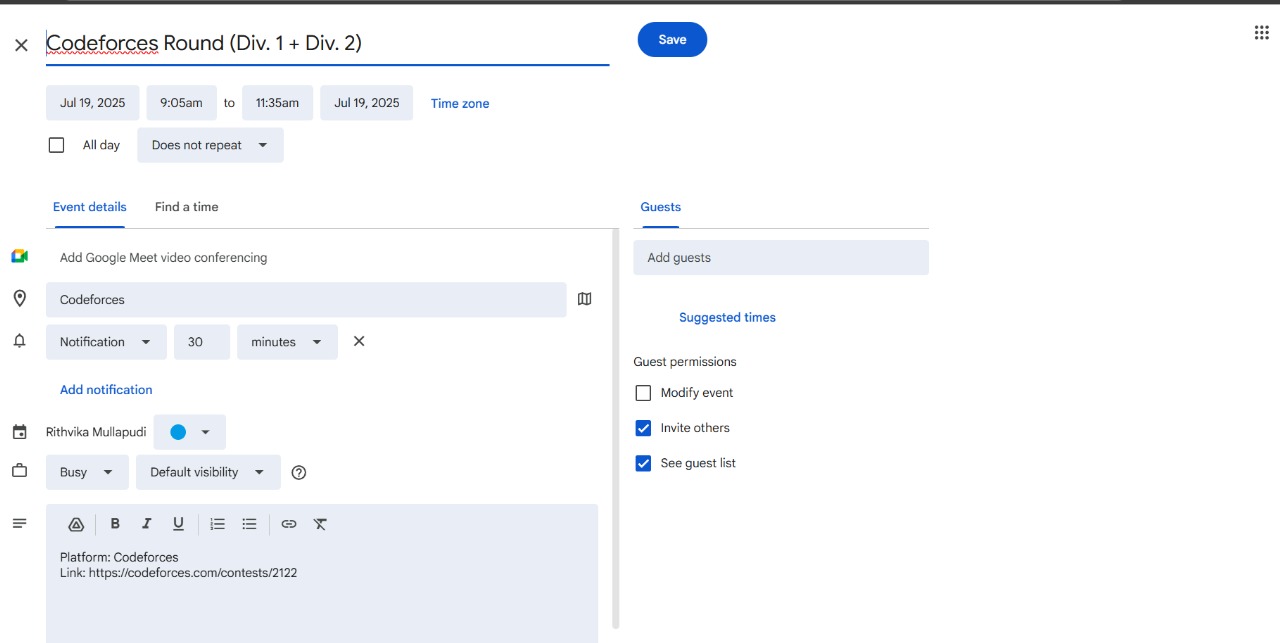 Codeforces Round (Div. 1 + Div. 2)
Save
Jul 19, 2025 9:05am to 11:35am Jul 19, 2025 Time zone
All day Does not repeat
Event details Find a time
Guests
Add Google Meet video conferencing
Add guests
Codeforces
Suggested times
Notification 30 minutes
Guest permissions
Add notification
Modify event
Rithvika Mullapudi
Invite others
Busy Default visibility
See guest list
B I U
Platform: Codeforces
Link: https://codeforces.com/contests/2122